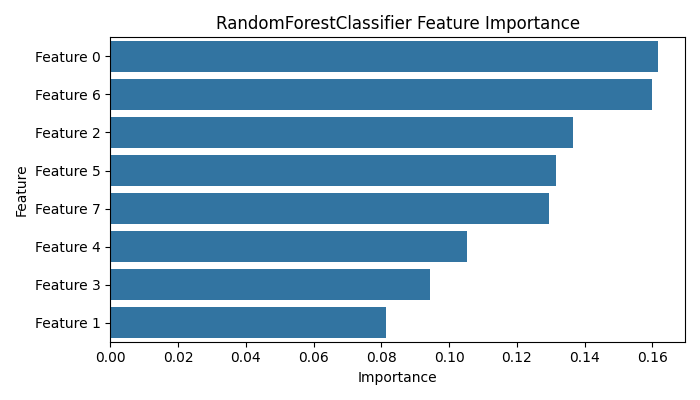 RandomForestClassifier Feature Importance
Feature
Feature 0
Feature 6
Feature 2
Feature 5
Feature 7
Feature 4
Feature 3
Feature 1
0.00 0.02 0.04 0.06 0.08 0.10 0.12 0.14 0.16
Importance